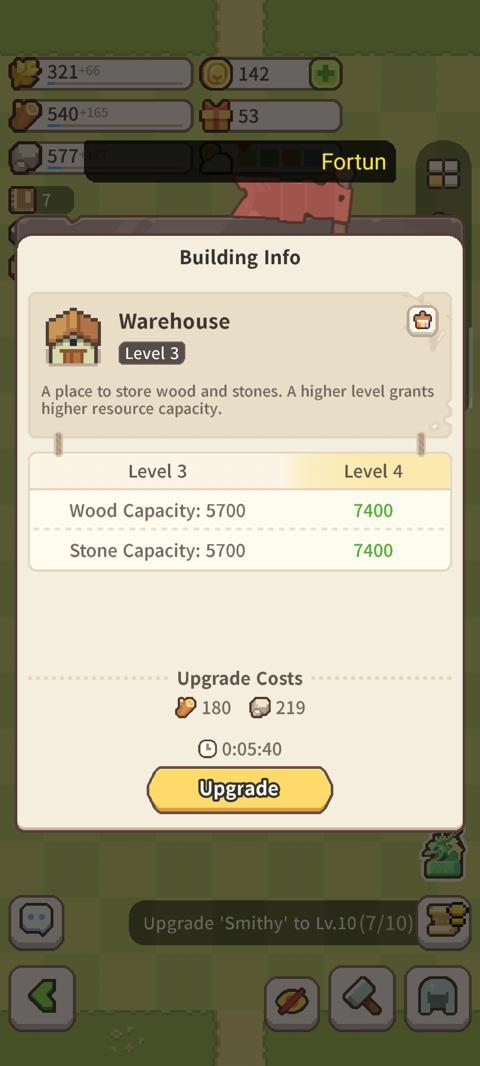 321+66
142
540+165
53
577+177
Fortun
7
Building Info
Warehouse
Level 3
A place to store wood and stones. A higher level grants
higher resource capacity.
Level 3 Level 4
Wood Capacity: 5700 7400
Stone Capacity: 5700 7400
Upgrade Costs
180 219
0:05:40
Upgrade
Upgrade 'Smithy' to Lv.10(7/10)